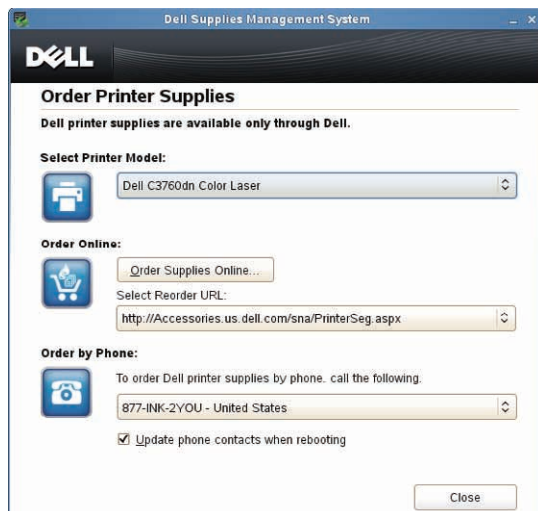 Dell Supplies Management System
DELL
Order Printer Supplies
Dell printer supplies are available only through Dell.
Select Printer Model:
Dell C3760dn Color Laser
Order Online:
Order Supplies Online...
Select Reorder URL:
http://Accessories.us.dell.com/sna/PrinterSeg.aspx
Order by Phone:
To order Dell printer supplies by phone. call the following.
877-INK-2YOU - United States
Update phone contacts when rebooting
Close